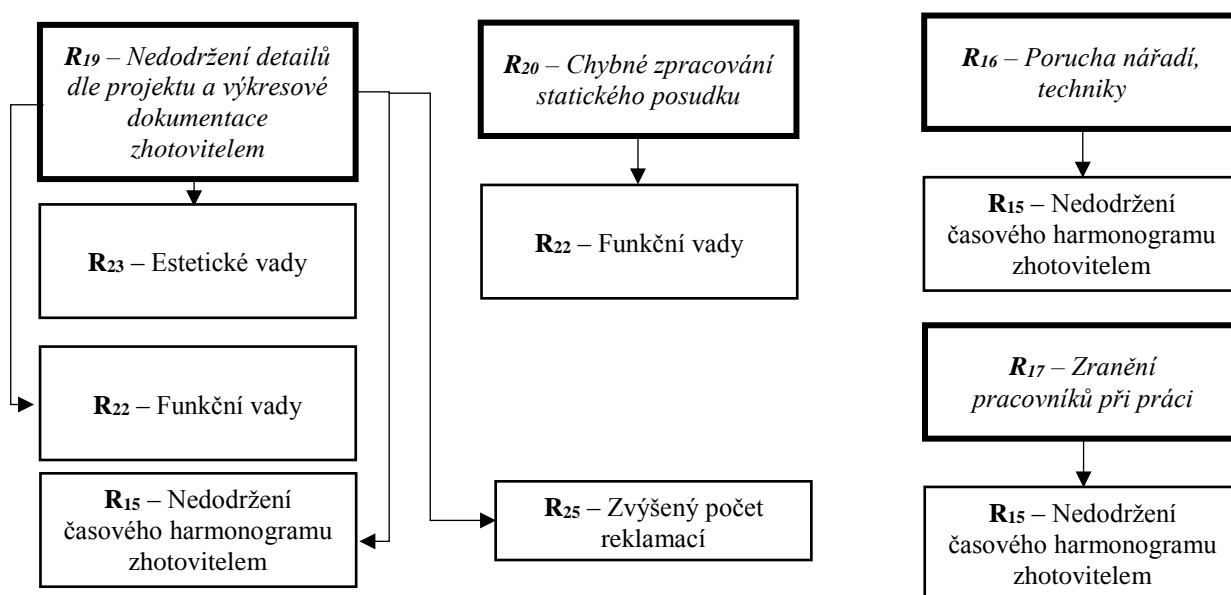 R19 – Nedodržení detailů
dle projektu a výkresové
dokumentace
zhotovitelem
R23 – Estetické vady
R22 – Funkční vady
R15 – Nedodržení
časového harmonogramu
zhotovitelem
R20 – Chybné zpracování
statického posudku
R22 – Funkční vady
R25 – Zvýšený počet
reklamací
R16 – Porucha nářadí,
techniky
R15 – Nedodržení
časového harmonogramu
zhotovitelem
R17 – Zranění
pracovníků při práci
R15 – Nedodržení
časového harmonogramu
zhotovitelem